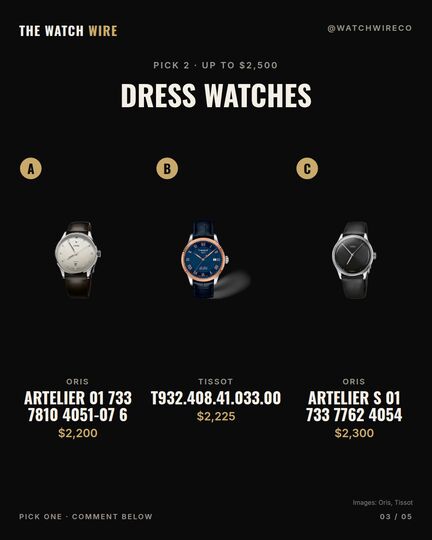 THE WATCH WIRE
@WATCHWIRECO
PICK 2 · UP TO $2,500
DRESS WATCHES
A
B
C
ORIS
ARTELIER 01 733
7810 4051-07 6
$2,200
TISSOT
T932.408.41.033.00
$2,225
ORIS
ARTELIER S 01
733 7762 4054
$2,300
Images: Oris, Tissot
PICK ONE · COMMENT BELOW
03 / 05